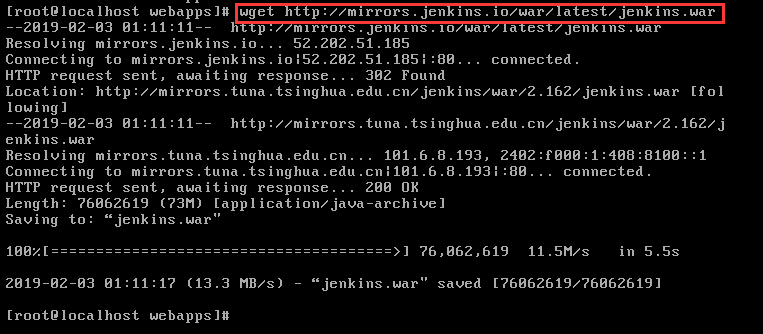 [root@localhost webapps]# wget http://mirrors.jenkins.io/war/latest/jenkins.war
--2019-02-03 01:11:11--  http://mirrors.jenkins.io/war/latest/jenkins.war
Resolving mirrors.jenkins.io... 52.202.51.185
Connecting to mirrors.jenkins.io|52.202.51.185|:80... connected.
HTTP request sent, awaiting response... 302 Found
Location: http://mirrors.tuna.tsinghua.edu.cn/jenkins/war/2.162/jenkins.war [fol
lowing]
--2019-02-03 01:11:11--  http://mirrors.tuna.tsinghua.edu.cn/jenkins/war/2.162/j
enkins.war
Resolving mirrors.tuna.tsinghua.edu.cn... 101.6.8.193, 2402:f000:1:408:8100::1
Connecting to mirrors.tuna.tsinghua.edu.cn|101.6.8.193|:80... connected.
HTTP request sent, awaiting response... 200 OK
Length: 76062619 (73M) [application/java-archive]
Saving to: “jenkins.war”
100%[======================================>] 76,062,619  11.5M/s   in 5.5s
2019-02-03 01:11:17 (13.3 MB/s) - “jenkins.war” saved [76062619/76062619]
[root@localhost webapps]#